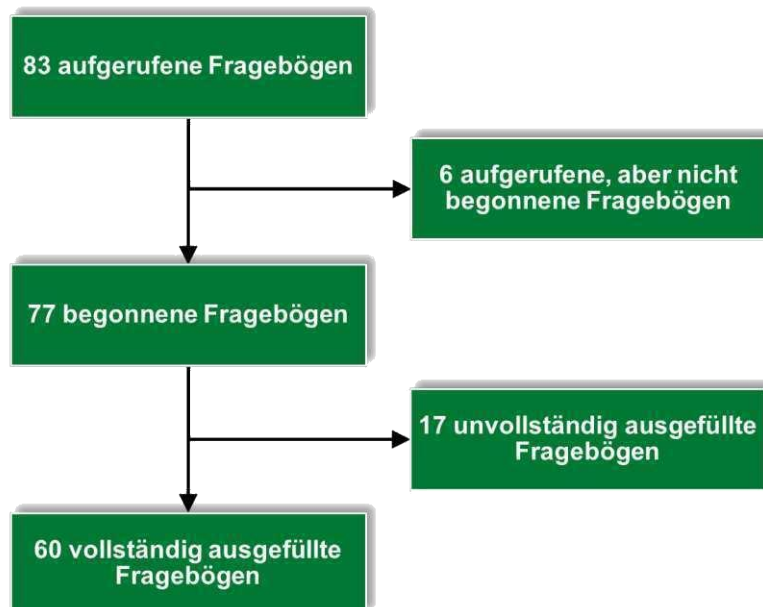 83 aufgerufene Fragebögen
6 aufgerufene, aber nicht
begonnene Fragebögen
77 begonnene Fragebögen
17 unvollständig ausgefüllte
Fragebögen
60 vollständig ausgefüllte
Fragebögen